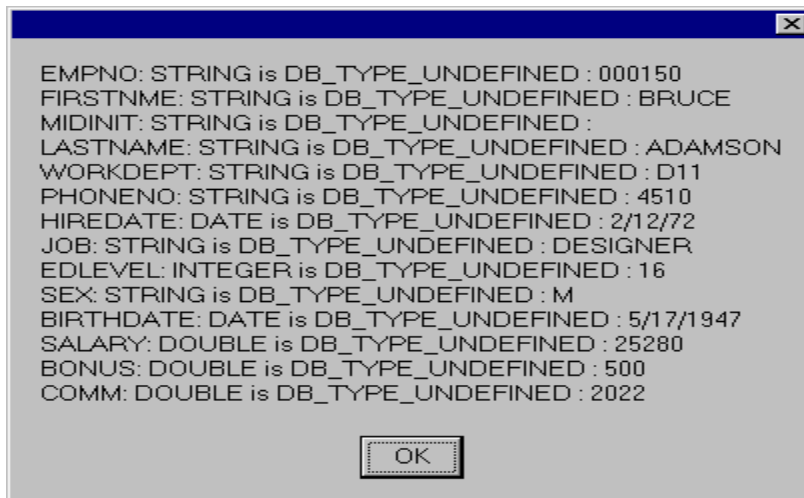 EMPNO: STRING is DB_TYPE_UNDEFINED : 000150
FIRSTNME: STRING is DB_TYPE_UNDEFINED : BRUCE
MIDINIT: STRING is DB_TYPE_UNDEFINED :
LASTNAME: STRING is DB_TYPE_UNDEFINED : ADAMSON
WORKDEPT: STRING is DB_TYPE_UNDEFINED : D11
PHONENO: STRING is DB_TYPE_UNDEFINED : 4510
HIREDATE: DATE is DB_TYPE_UNDEFINED : 2/12/72
JOB: STRING is DB_TYPE_UNDEFINED : DESIGNER
EDLEVEL: INTEGER is DB_TYPE_UNDEFINED : 16
SEX: STRING is DB_TYPE_UNDEFINED : M
BIRTHDATE: DATE is DB_TYPE_UNDEFINED : 5/17/1947
SALARY: DOUBLE is DB_TYPE_UNDEFINED : 25280
BONUS: DOUBLE is DB_TYPE_UNDEFINED : 500
COMM: DOUBLE is DB_TYPE_UNDEFINED : 2022
OK